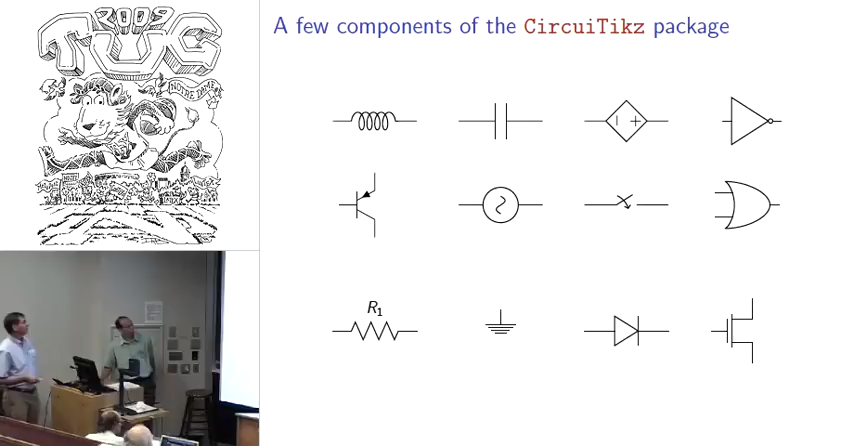 2009
TUG
NOTRE DAME
A few components of the CircuiTikz package
R1